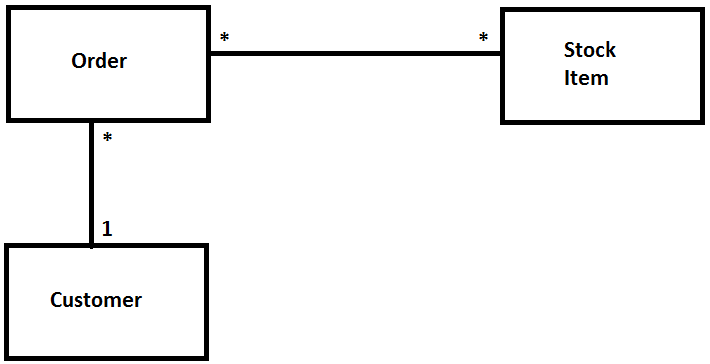 Order
*
*
Stock
Item
*
1
Customer